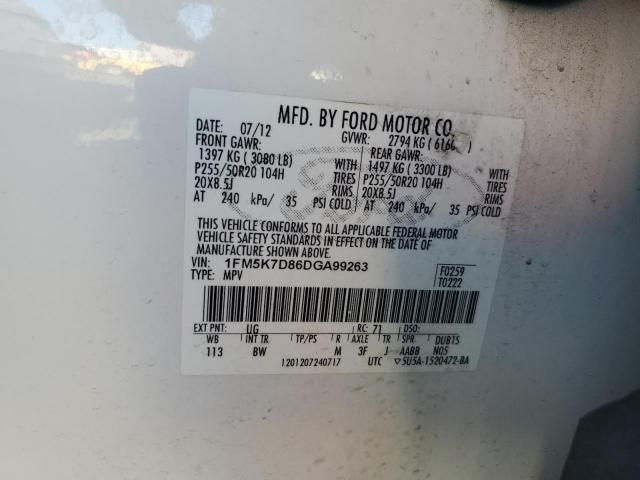 MFD. BY FORD MOTOR CO.
DATE: 07/12 GVWR: 2794 KG
FRONT GAWR: REAR GAWR:
1397 KG ( 3080 LB) 1497 KG ( 3300 LB)
WITH WITH
P255/50R20 104H TIRES P255/50R20 104H TIRES
20X8.5J RIMS 20X8.5J RIMS
AT 240 kPa/ 35 PSI COLD AT 240 kPa/ 35 PSI COLD
THIS VEHICLE CONFORMS TO ALL APPLICABLE FEDERAL MOTOR
VEHICLE SAFETY STANDARDS IN EFFECT ON THE DATE OF
MANUFACTURE SHOWN ABOVE.
VIN: 1FM5K7D86DGA99263 F0259
TYPE: MPV T0222
EXT PNT: UG RC: 71 DSO:
WB INT TR TP/PS R AXLE TR SPR DUB1S
113 BW M 3F J AABB N05
1201207240717 UTC ▽5U5A-1520472-BA